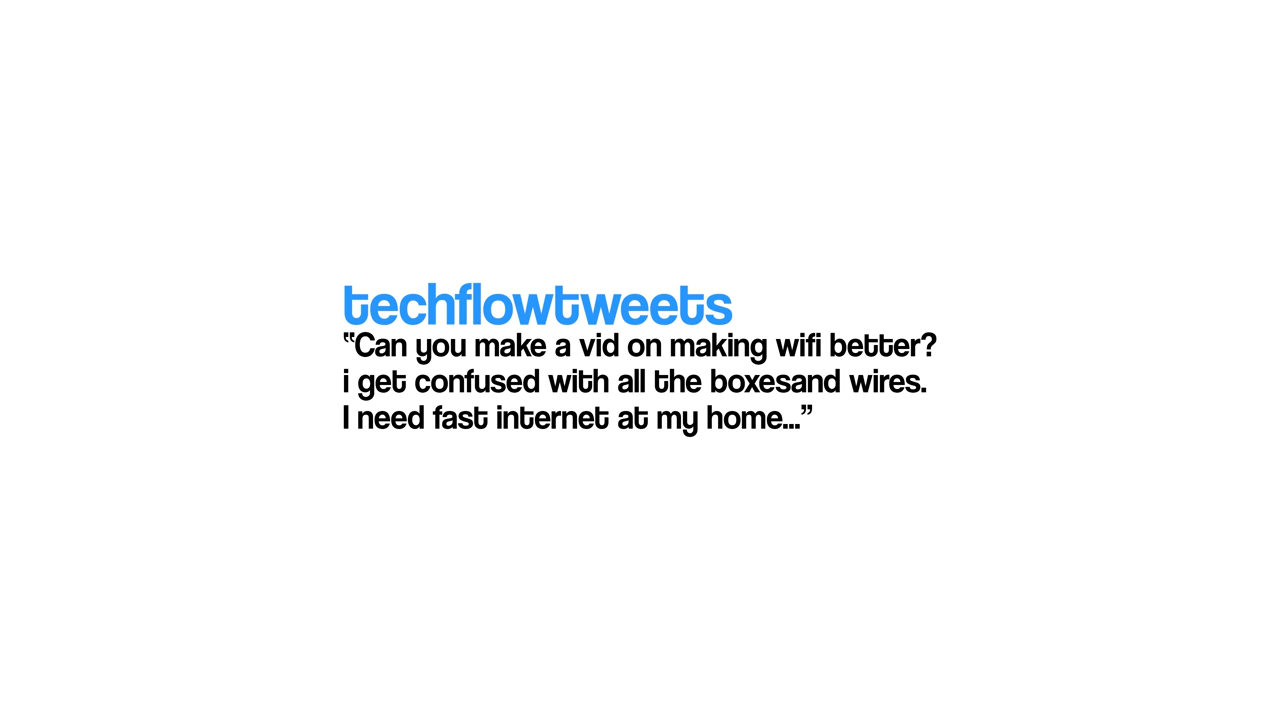 techflowtweets
“Can you make a vid on making wifi better?
i get confused with all the boxesand wires.
I need fast internet at my home...”